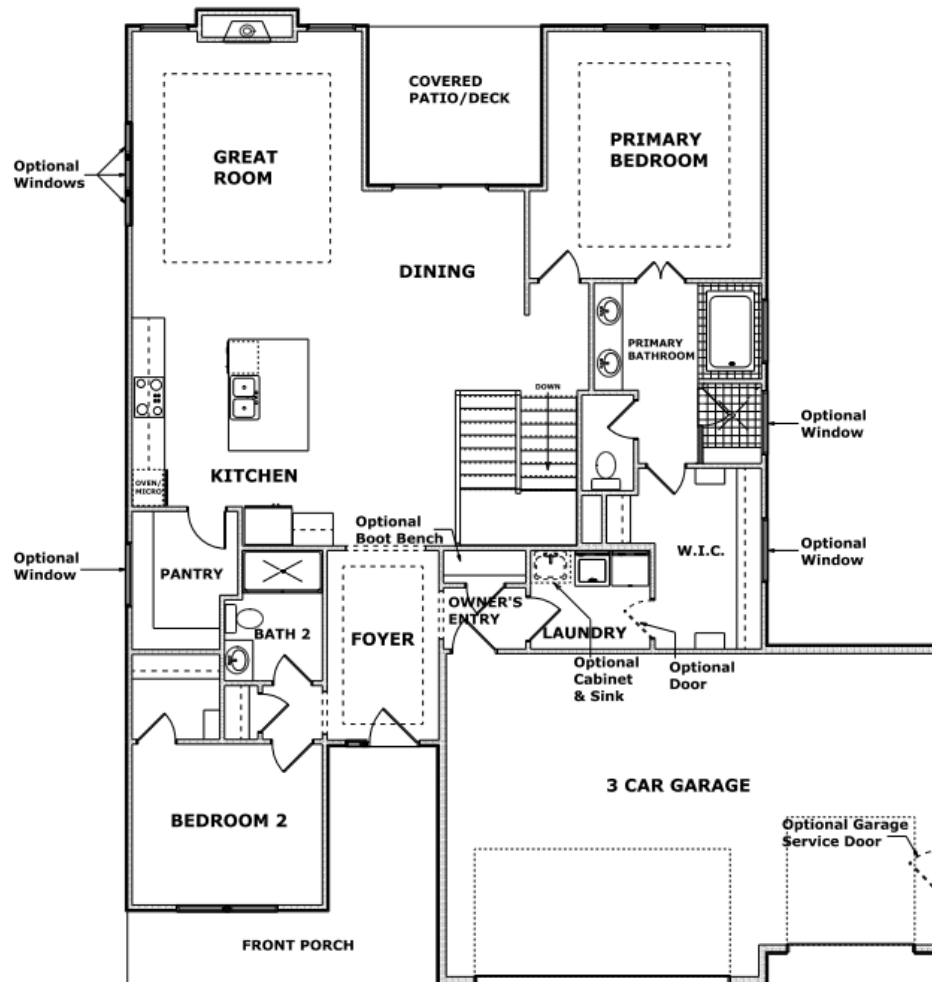 COVERED
PATIO/DECK
PRIMARY
BEDROOM
GREAT
ROOM
Optional
Windows
DINING
PRIMARY
BATHROOM
DOWN
Optional
Window
KITCHEN
OVEN/
MICRO
Optional
Boot Bench
W.I.C.
Optional
Window
Optional
Window
PANTRY
OWNER'S
ENTRY
BATH 2
FOYER
LAUNDRY
Optional
Cabinet
& Sink
Optional
Door
3 CAR GARAGE
BEDROOM 2
Optional Garage
Service Door
FRONT PORCH